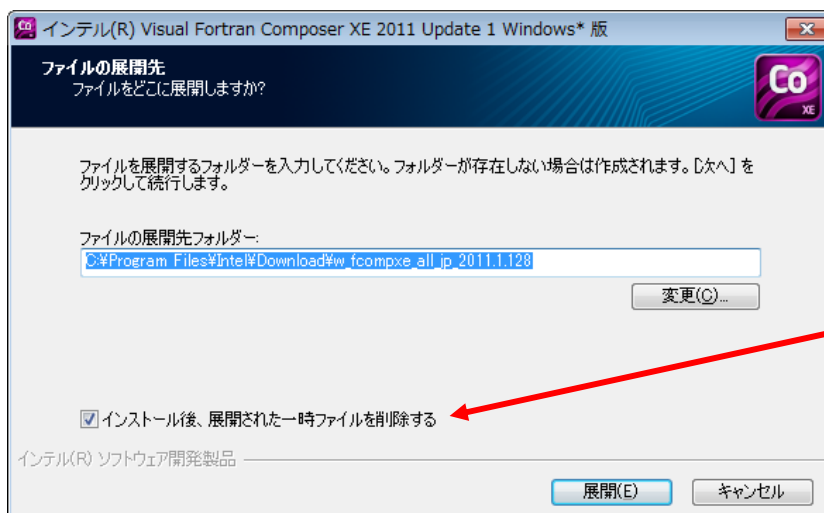 インテル(R) Visual Fortran Composer XE 2011 Update 1 Windows* 版
ファイルの展開先
ファイルをどこに展開しますか?
Co
XE
ファイルを展開するフォルダーを入力してください。フォルダーが存在しない場合は作成されます。[次へ] を
クリックして続行します。
ファイルの展開先フォルダー:
C:¥Program Files¥Intel¥Download¥w_fcompxe_all_jp_2011.1.128
変更(C)...
インストール後、展開された一時ファイルを削除する
インテル(R) ソフトウェア開発製品
展開(E)
キャンセル